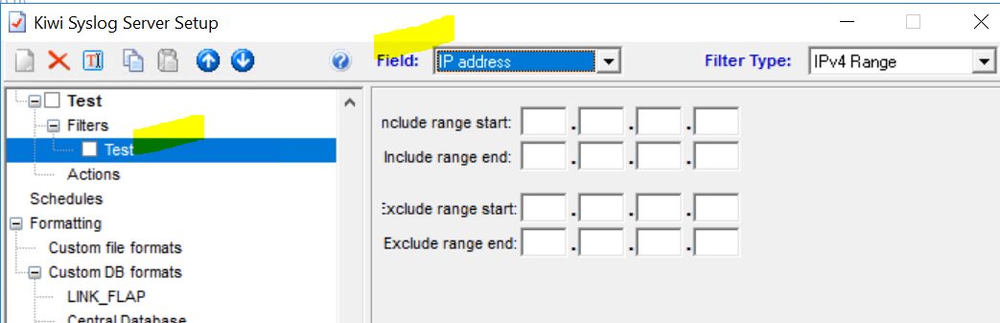 Kiwi Syslog Server Setup
Field: IP address Filter Type: IPv4 Range
Test
Filters
Test
Actions
Schedules
Formatting
Custom file formats
Custom DB formats
LINK_FLAP
Central Database
nclude range start: . . .
Include range end: . . .
Exclude range start: . . .
Exclude range end: . . .